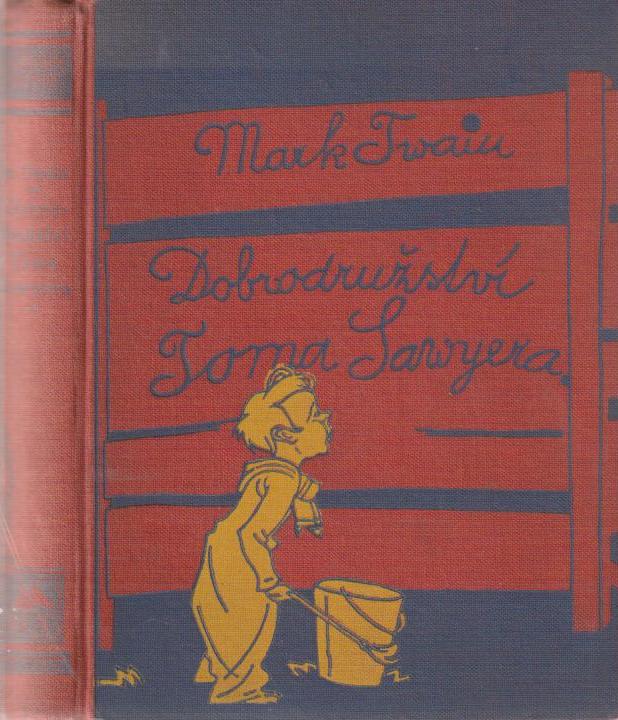 Mark Twain
Dobrodružství
Toma Sawyera.